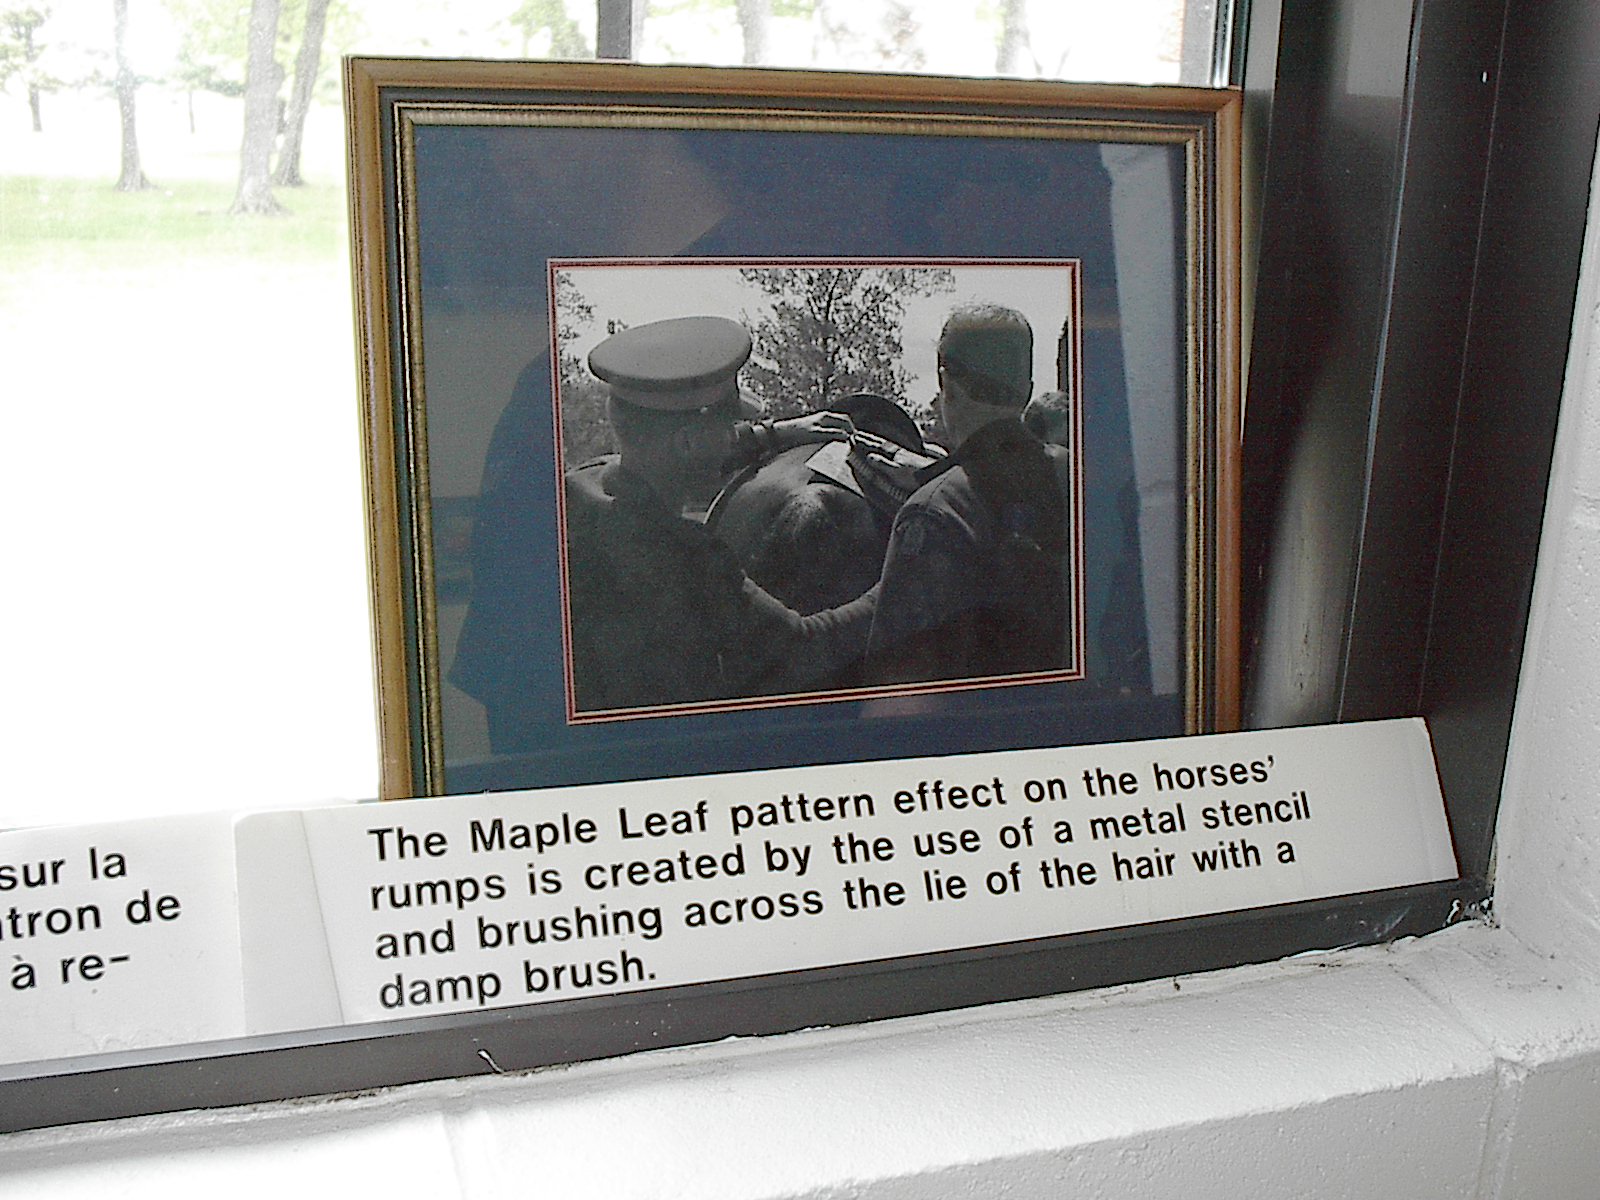 sur la
tron de
à re-
The Maple Leaf pattern effect on the horses'
rumps is created by the use of a metal stencil
and brushing across the lie of the hair with a
damp brush.